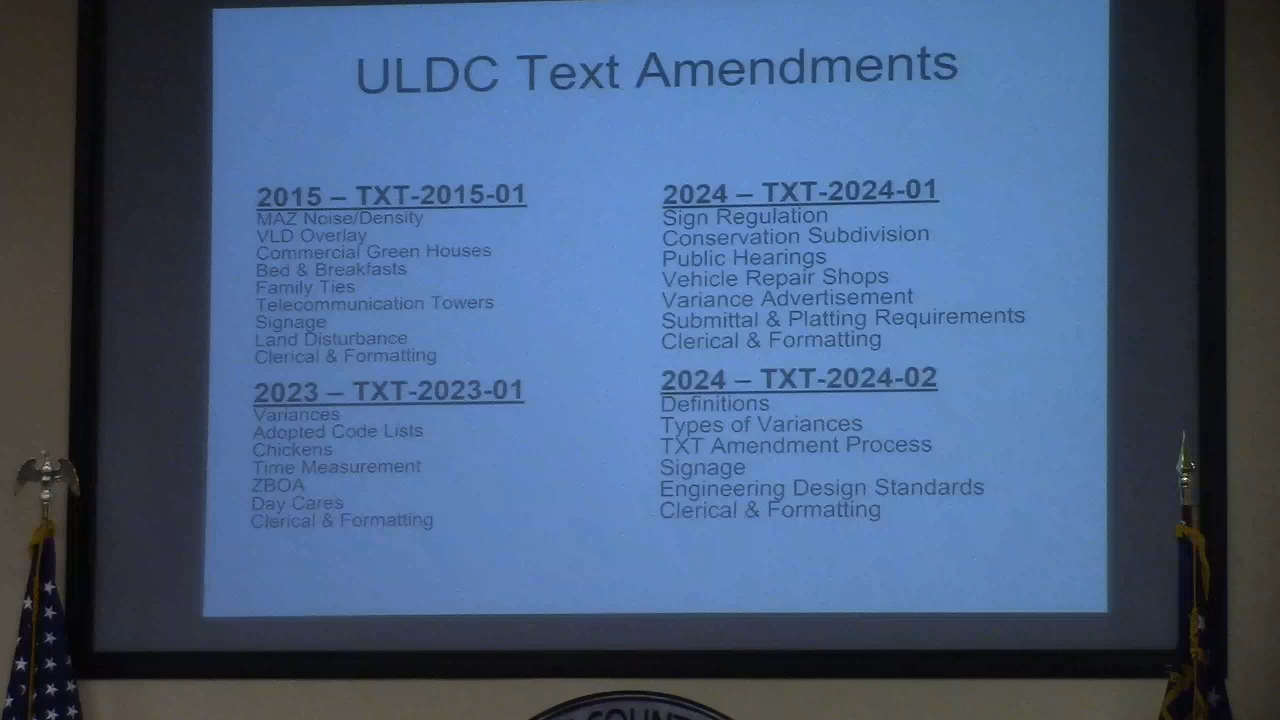 ULDC Text Amendments
2015 – TXT-2015-01
MAZ Noise/Density
VLD Overlay
Commercial Green Houses
Bed & Breakfasts
Family Ties
Telecommunication Towers
Signage
Land Disturbance
Clerical & Formatting
2023 – TXT-2023-01
Variances
Adopted Code Lists
Chickens
Time Measurement
ZBOA
Day Cares
Clerical & Formatting
2024 – TXT-2024-01
Sign Regulation
Conservation Subdivision
Public Hearings
Vehicle Repair Shops
Variance Advertisement
Submittal & Platting Requirements
Clerical & Formatting
2024 – TXT-2024-02
Definitions
Types of Variances
TXT Amendment Process
Signage
Engineering Design Standards
Clerical & Formatting